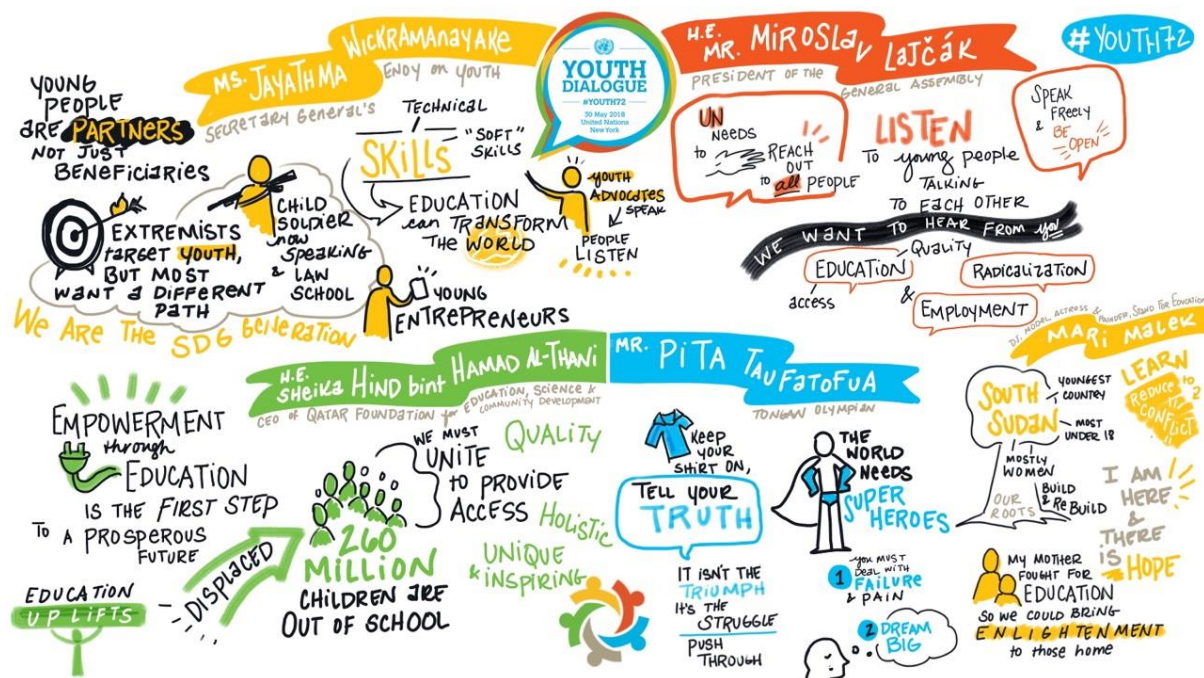 MS. JAYATHMA WICKRAMANAYAKE
SECRETARY GENERAL'S ENOY ON YOUTH
YOUNG
PEOPLE
ARE PARTNERS
NOT JUST
BENEFICIARIES
EXTREMISTS
TARGET YOUTH,
BUT MOST
WANT A DIFFERENT
PATH
CHILD
SOLDIER
NOW
SPEAKING
& LAW
SCHOOL
WE ARE THE SDG GENERATION
TECHNICAL
SKILLS
"SOFT"
SKILLS
EDUCATION
CAN TRANSFORM
THE WORLD
YOUTH
ADVOCATES
SPEAK
PEOPLE
LISTEN
YOUNG
ENTREPRENEURS
YOUTH
DIALOGUE
#YOUTH72
30 May 2018
United Nations
New York
H.E.
MR. MIROSLAV LAJČÁK
PRESIDENT OF THE GENERAL ASSEMBLY
#YOUTH72
UN
NEEDS
to REACH
OUT
to all PEOPLE
LISTEN
TO young people
TALKING
TO EACH OTHER
SPEAK
FREELY
& BE
OPEN
WE WANT TO HEAR FROM you
EDUCATION
QUALITY
access
&
RADICALIZATION
EMPLOYMENT
H.E.
SHEIKA HIND bint HAMAD AL-THANI
CEO OF QATAR FOUNDATION for EDUCATION, SCIENCE &
COMMUNITY DEVELOPMENT
EMPOWERMENT
through
EDUCATION
IS THE FIRST STEP
TO A PROSPEROUS
FUTURE
EDUCATION
UPLIFTS
DISPLACED
260
MILLION
CHILDREN ARE
OUT OF SCHOOL
WE MUST
UNITE
TO PROVIDE
ACCESS
QUALITY
HOLISTIC
UNIQUE
& INSPIRING
MR. PITA TAUFATOFUA
TONGAN OLYMPIAN
KEEP
YOUR
SHIRT ON,
TELL YOUR
TRUTH
IT ISN'T THE
TRIUMPH
IT'S THE
STRUGGLE
PUSH
THROUGH
THE
WORLD
NEEDS
SUPER
HEROES
1 you MUST
DEAL WITH
FAILURE
& PAIN
2 DREAM
BIG
DJ, MODEL, ACTRESS & FOUNDER, STAND FOR EDUCATION
MARI MALEK
SOUTH
SUDAN
YOUNGEST
COUNTRY
MOST
UNDER 18
MOSTLY
WOMEN
BUILD
& REBUILD
OUR
ROOTS
LEARN
to
REDUCE
CONFLICT
I AM
HERE
&
THERE
IS
HOPE
MY MOTHER
FOUGHT FOR
EDUCATION
SO WE COULD BRING
ENLIGHTENMENT
to those home